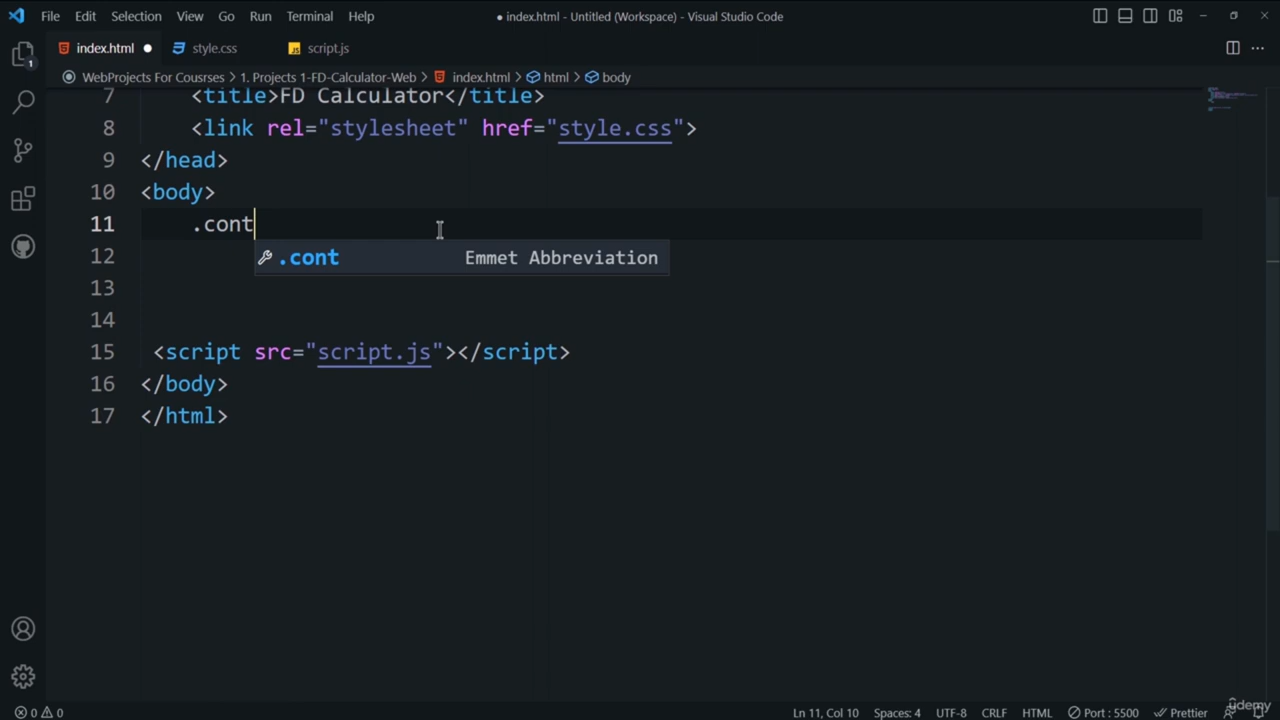 File Edit Selection View Go Run Terminal Help
● index.html - Untitled (Workspace) - Visual Studio Code
index.html ●
style.css
JS script.js
1
WebProjects For Cousrses > 1. Projects 1-FD-Calculator-Web > index.html > html > body
7 <title>FD Calculator</title>
8 <link rel="stylesheet" href="style.css">
9 </head>
10 <body>
11 .cont
.cont Emmet Abbreviation
12
13
14
15 <script src="script.js"></script>
16 </body>
17 </html>
0 0 Ln 11, Col 10 Spaces: 4 UTF-8 CRLF HTML Port : 5500 Prettier
ûdemy